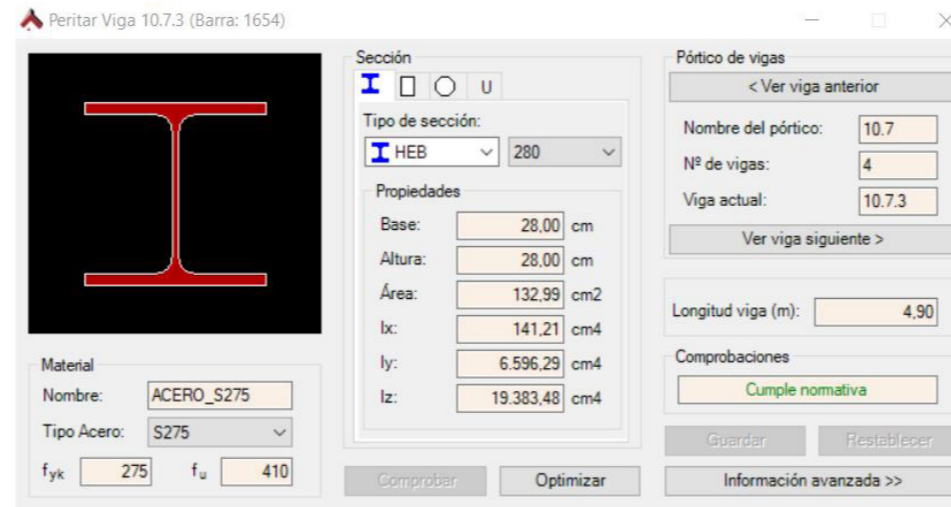 Peritar Viga 10.7.3 (Barra: 1654)
Sección
U
Tipo de sección:
HEB 280
Propiedades
Base: 28,00 cm
Altura: 28,00 cm
Área: 132,99 cm2
Ix: 141,21 cm4
Iy: 6.596,29 cm4
Iz: 19.383,48 cm4
Comprobar Optimizar
Material
Nombre: ACERO_S275
Tipo Acero: S275
fyk 275 fu 410
Pórtico de vigas
< Ver viga anterior
Nombre del pórtico: 10.7
Nº de vigas: 4
Viga actual: 10.7.3
Ver viga siguiente >
Longitud viga (m): 4,90
Comprobaciones
Cumple normativa
Guardar Restablecer
Información avanzada >>